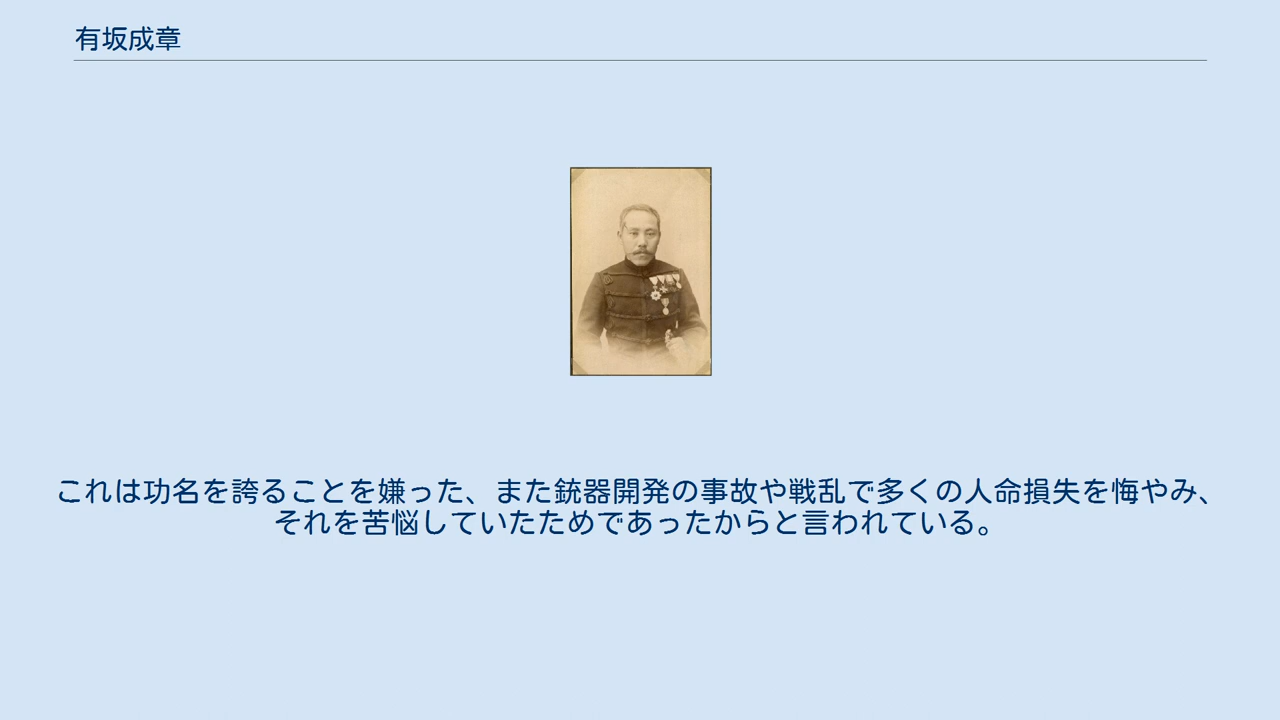 有坂成章
これは功名を誇ることを嫌った、また銃器開発の事故や戦乱で多くの人命損失を悔やみ、
それを苦悩していたためであったからと言われている。